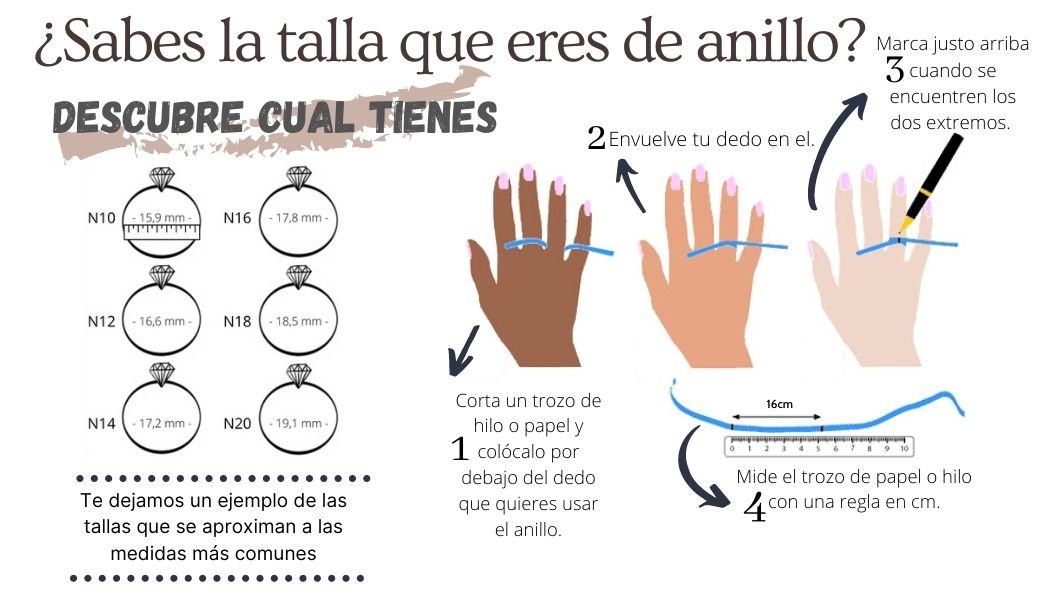 ¿Sabes la talla que eres de anillo?
DESCUBRE CUAL TIENES
N10
- 15,9 mm -
N16
- 17,8 mm -
N12
- 16,6 mm -
N18
- 18,5 mm -
N14
- 17,2 mm -
N20
- 19,1 mm -
Te dejamos un ejemplo de las
tallas que se aproximan a las
medidas más comunes
1
Corta un trozo de
hilo o papel y
colócalo por
debajo del dedo
que quieres usar
el anillo.
2 Envuelve tu dedo en el.
Marca justo arriba
3 cuando se
encuentren los
dos extremos.
16cm
0 1 2 3 4 5 6 7 8 9 10
Mide el trozo de papel o hilo
4 con una regla en cm.